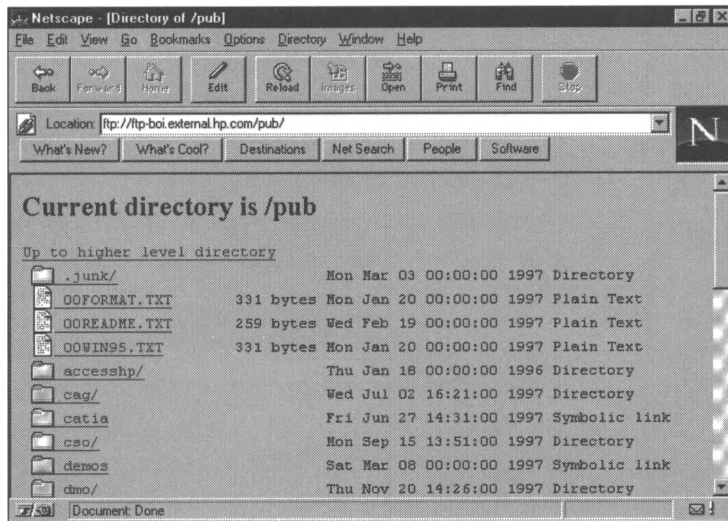 Netscape - [Directory of /pub]
File Edit View Go Bookmarks Options Directory Window Help
Back Forward Home Edit Reload Images Open Print Find Stop
Location: ftp://ftp-boi.external.hp.com/pub/
N
What's New? What's Cool? Destinations Net Search People Software
Current directory is /pub
Up to higher level directory
.junk/ Mon Mar 03 00:00:00 1997 Directory
00FORMAT.TXT 331 bytes Mon Jan 20 00:00:00 1997 Plain Text
00README.TXT 259 bytes Wed Feb 19 00:00:00 1997 Plain Text
00WIN95.TXT 331 bytes Mon Jan 20 00:00:00 1997 Plain Text
accesshp/ Thu Jan 18 00:00:00 1996 Directory
cag/ Wed Jul 02 16:21:00 1997 Directory
catia Fri Jun 27 14:31:00 1997 Symbolic link
cso/ Mon Sep 15 13:51:00 1997 Directory
demos Sat Mar 08 00:00:00 1997 Symbolic link
dmo/ Thu Nov 20 14:26:00 1997 Directory
Document: Done